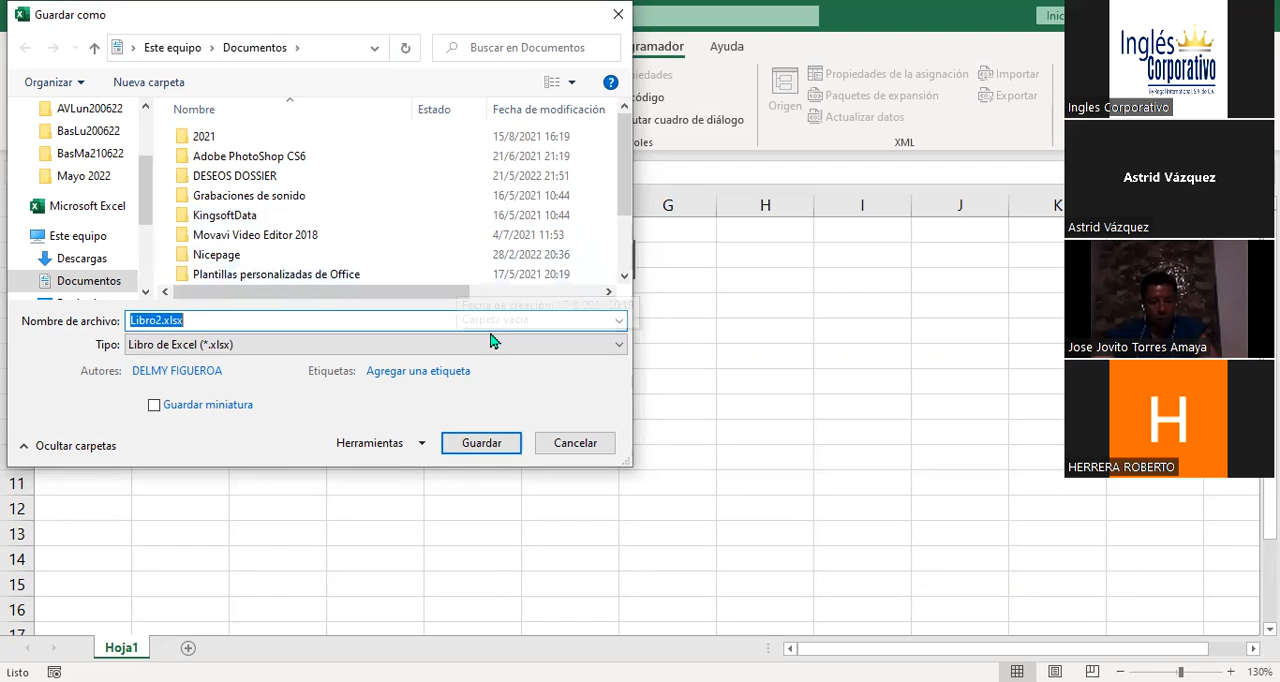 Guardar como
Este equipo > Documentos >
Buscar en Documentos
Organizar
Nueva carpeta
AVLun200622
BasLu200622
BasMa210622
Mayo 2022
Microsoft Excel
Este equipo
Descargas
Documentos
Nombre Estado Fecha de modificación
2021 15/8/2021 16:19
Adobe PhotoShop CS6 21/6/2022 21:19
DESEOS DOSSIER 21/5/2022 21:51
Grabaciones de sonido 16/5/2021 10:44
KingsoftData 16/5/2021 10:44
Movavi Video Editor 2018 4/7/2021 11:53
Nicepage 28/2/2022 20:36
Plantillas personalizadas de Office 17/5/2021 20:19
Carpeta vacía
Nombre de archivo: Libro2.xlsx
Tipo: Libro de Excel (*.xlsx)
Autores: DELMY FIGUEROA
Etiquetas: Agregar una etiqueta
Guardar miniatura
Ocultar carpetas
Herramientas
Guardar
Cancelar
Inic
ramador
Ayuda
iedades
código
utar cuadro de diálogo
oles
Origen
Propiedades de la asignación
Paquetes de expansión
Actualizar datos
Importar
Exportar
XML
G H I J K
11
12
13
14
15
16
17
Hoja1
Listo
130%
Inglés
Corporativo
Ingles Corporativo
Astrid Vázquez
Astrid Vázquez
Jose Jovito Torres Amaya
H
HERRERA ROBERTO